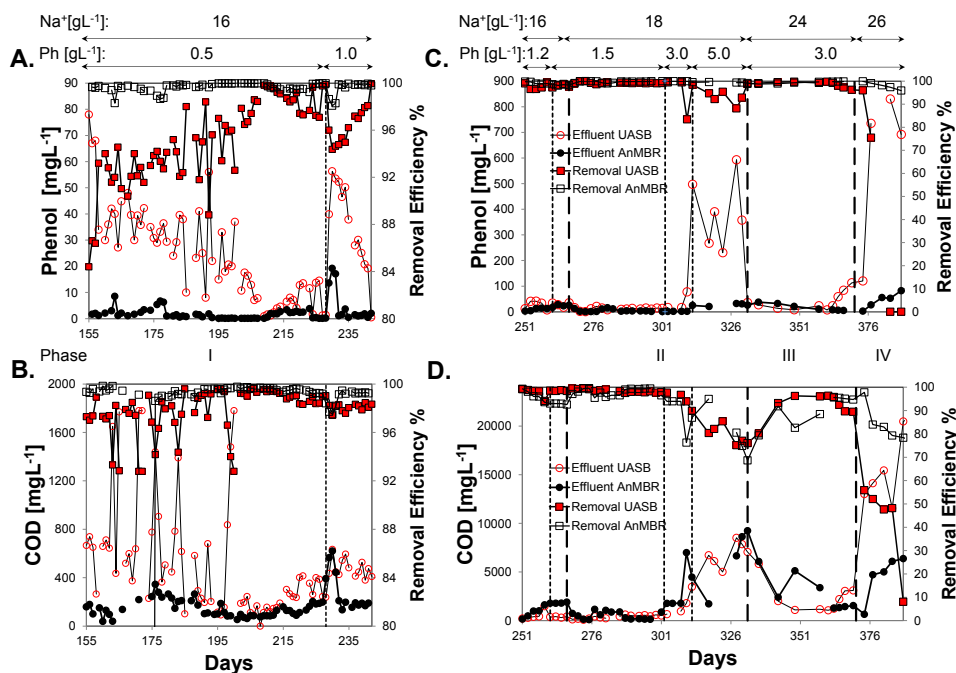 Na⁺[gL⁻¹]: 16 16 18 24 26
Ph [gL⁻¹]: 0.5 1.0 1.2 1.5 3.0 5.0 3.0
A.
Phenol [mgL⁻¹]
90 80 70 60 50 40 30 20 10 0
100 96 92 88 84 80
Removal Efficiency %
155 175 195 215 235
C.
Na⁺[gL⁻¹]:
Ph [gL⁻¹]:
Phenol [mgL⁻¹]
900 800 700 600 500 400 300 200 100 0
Effluent UASB
Effluent AnMBR
Removal UASB
Removal AnMBR
100 90 80 70 60 50 40 30 20 10 0
Removal Efficiency %
251 276 301 326 351 376
Phase I II III IV
B.
COD [mgL⁻¹]
2000 1600 1200 800 400 0
100 96 92 88 84 80
Removal Efficiency %
155 175 195 215 235
Days
D.
COD [mgL⁻¹]
20000 15000 10000 5000 0
Effluent UASB
Effluent AnMBR
Removal UASB
Removal AnMBR
100 90 80 70 60 50 40 30 20 10 0
Removal Efficiency %
251 276 301 326 351 376
Days